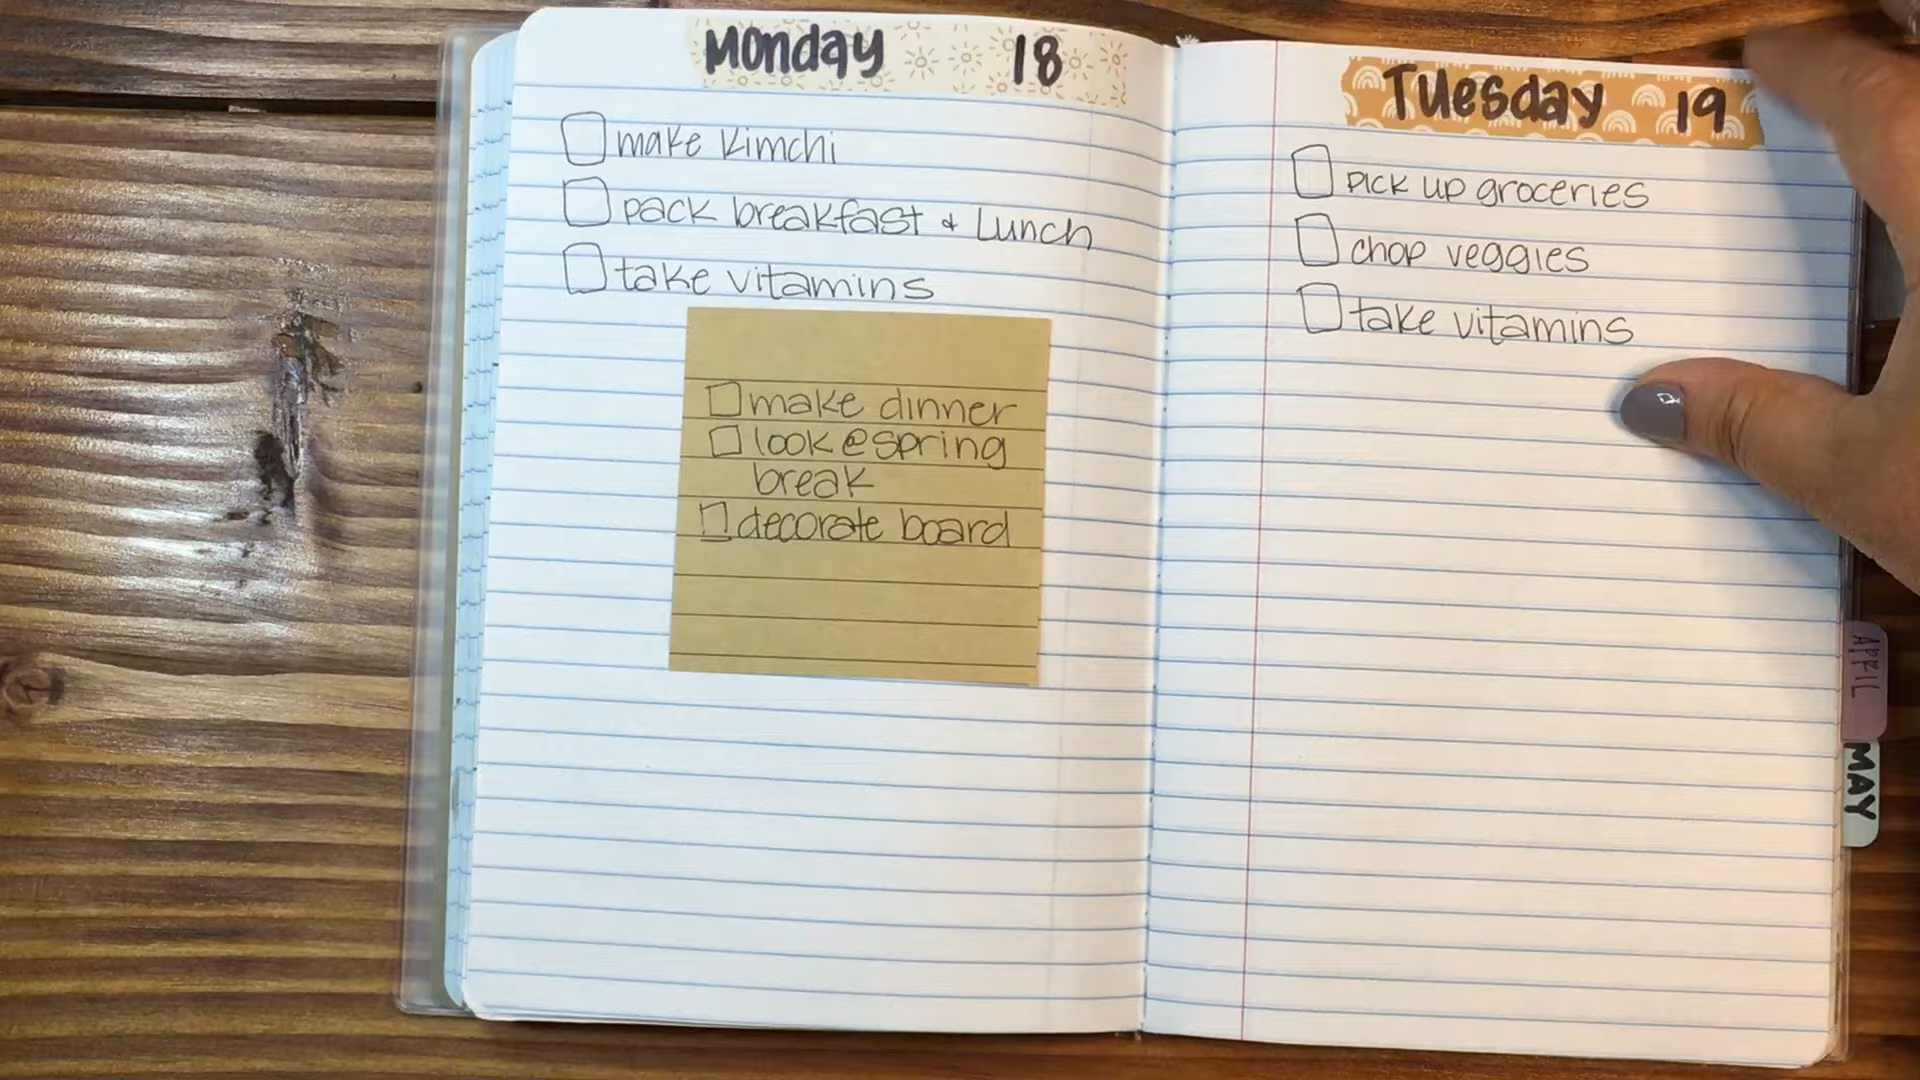 Monday 18
make kimchi
pack breakfast & Lunch
take vitamins
make dinner
look @ spring
break
decorate board
Tuesday 19
pick up groceries
chop veggies
take vitamins
APRIL
MAY